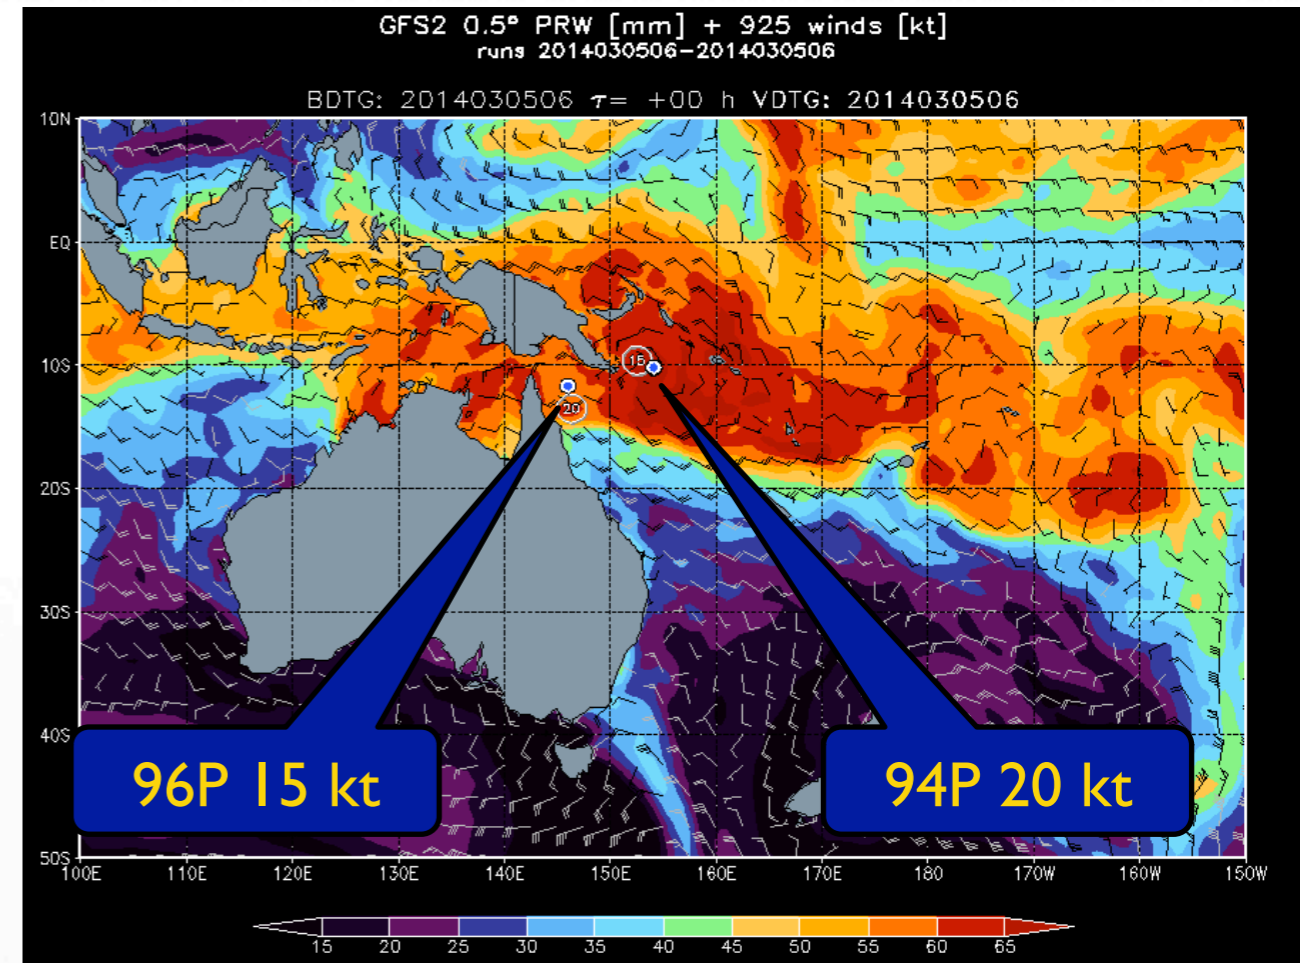 GFS2 0.5° PRW [mm] + 925 winds [kt]
runs 2014030506-2014030506
BDTG: 2014030506 τ= +00 h VDTG: 2014030506
10N
EQ
10S
20S
30S
40S
50S
15
20
96P 15 kt
94P 20 kt
100E 110E 120E 130E 140E 150E 160E 170E 180 170W 160W 150W
15 20 25 30 35 40 45 50 55 60 65